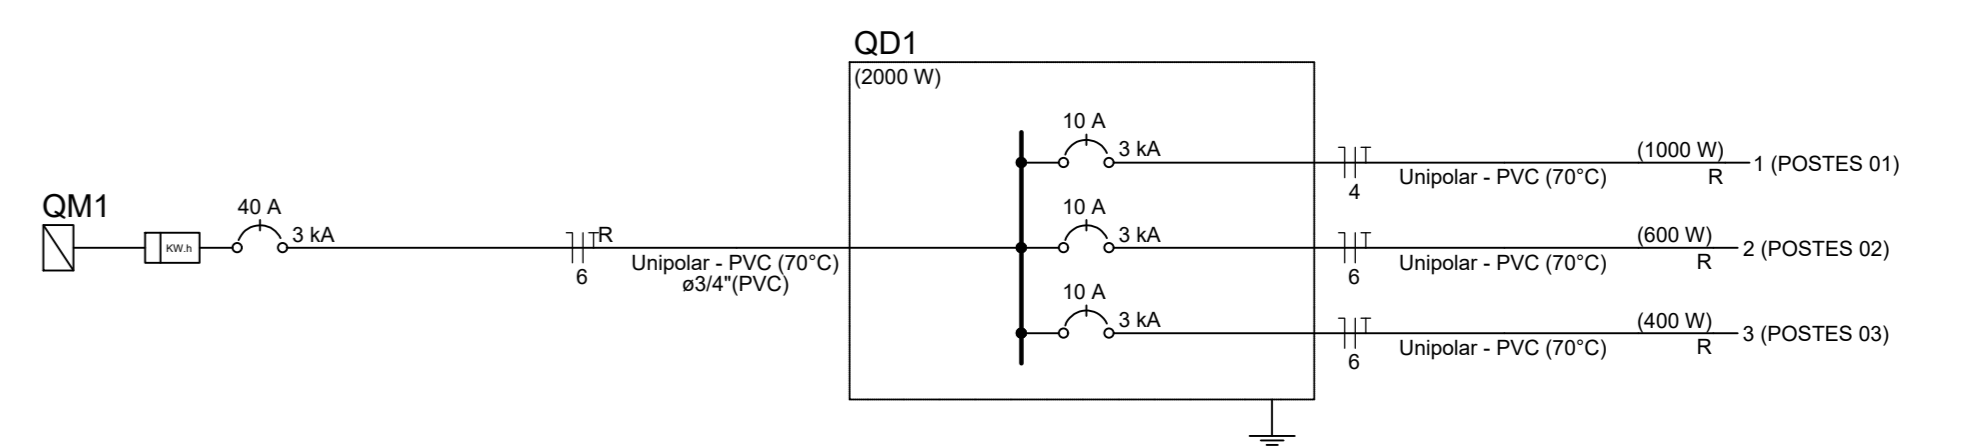 QD1
(2000 W)
QM1
KW.h
40 A
3 kA
R
6
Unipolar - PVC (70°C)
ø3/4"(PVC)
10 A
3 kA
4
Unipolar - PVC (70°C)
(1000 W)
R
1 (POSTES 01)
10 A
3 kA
6
Unipolar - PVC (70°C)
(600 W)
R
2 (POSTES 02)
10 A
3 kA
6
Unipolar - PVC (70°C)
(400 W)
R
3 (POSTES 03)